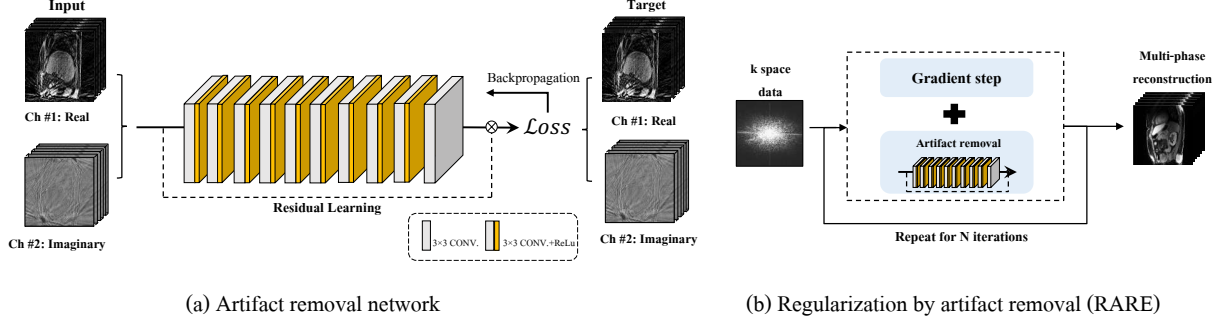 Input
Ch #1: Real
Ch #2: Imaginary
Residual Learning
Backpropagation
Loss
3×3 CONV.
3×3 CONV.+ReLu
Target
Ch #1: Real
Ch #2: Imaginary
(a) Artifact removal network
k space
data
Gradient step
Artifact removal
Repeat for N iterations
Multi-phase
reconstruction
(b) Regularization by artifact removal (RARE)